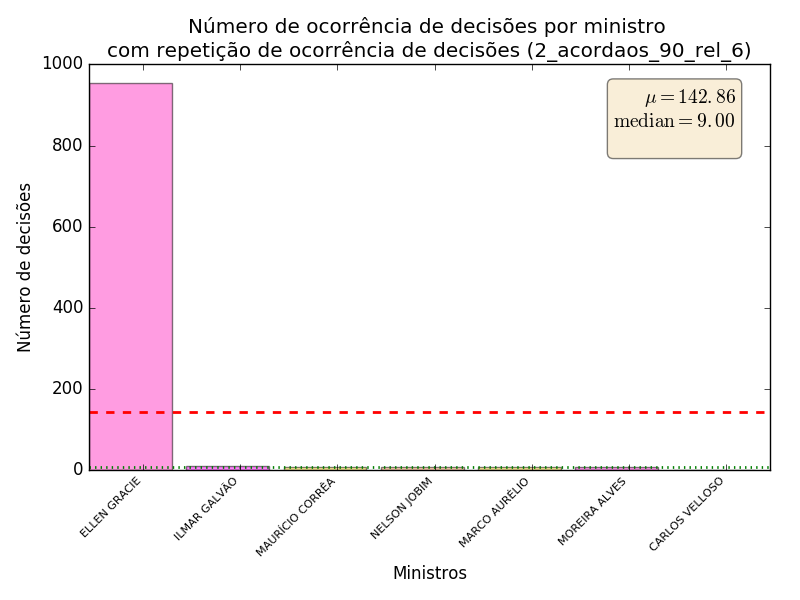 Número de ocorrência de decisões por ministro
com repetição de ocorrência de decisões (2_acordaos_90_rel_6)
μ = 142.86
median = 9.00
1000
800
600
400
200
0
Número de decisões
ELLEN GRACIE
ILMAR GALVÃO
MAURÍCIO CORRÊA
NELSON JOBIM
MARCO AURÉLIO
MOREIRA ALVES
CARLOS VELLOSO
Ministros